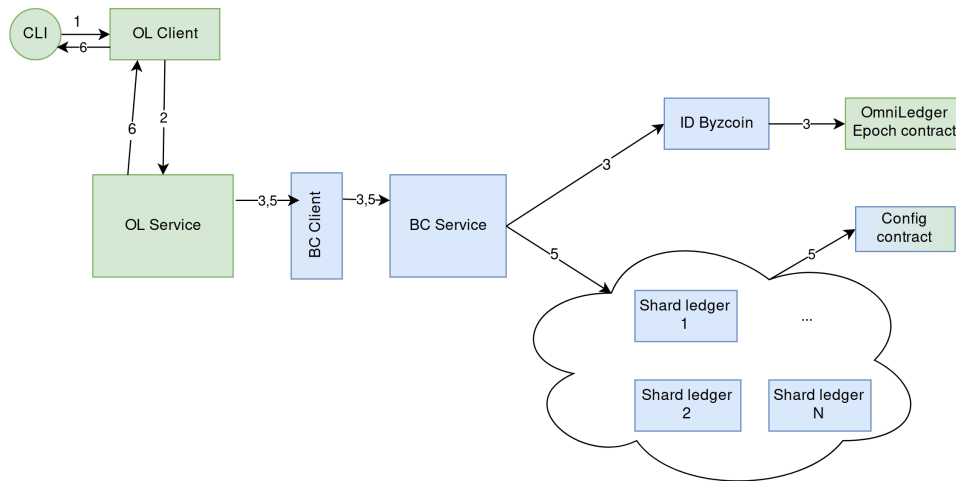 CLI
1
6
OL Client
6
2
OL Service
3,5
BC Client
3,5
BC Service
3
ID Byzcoin
3
OmniLedger
Epoch contract
5
5
Config
contract
Shard ledger
1
...
Shard ledger
2
Shard ledger
N